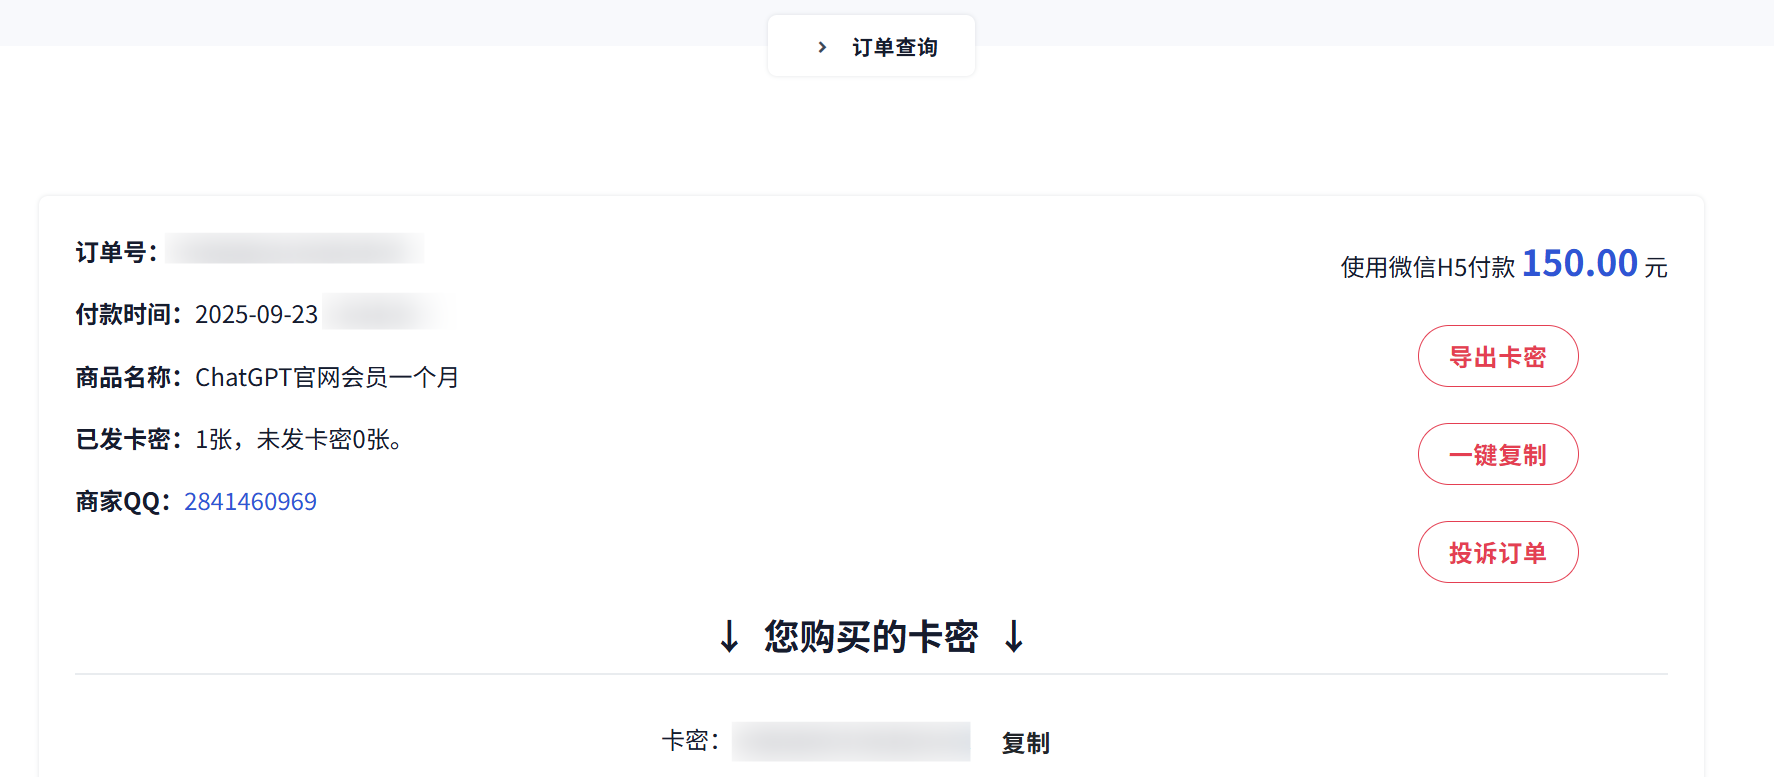 订单查询
订单号：
使用微信H5付款 150.00 元
付款时间：2025-09-23
导出卡密
商品名称：ChatGPT官网会员一个月
已发卡密：1张，未发卡密0张。
一键复制
商家QQ：2841460969
投诉订单
↓ 您购买的卡密 ↓
卡密： 复制